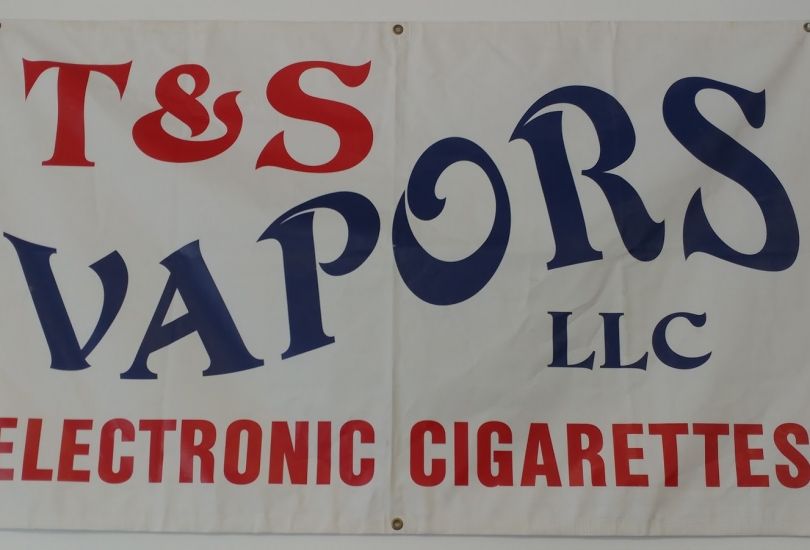 T&S
VAPORS
LLC
ELECTRONIC CIGARETTES